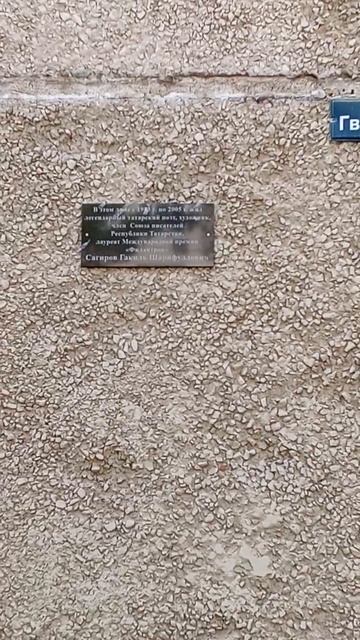 Гв
В этом доме с по 2005 г. жил
легендарный татарский поэт, художник,
член Союза писателей
Республики Татарстан,
лауреат Международной премии
«Филантроп»
Сагиров Гакиль Шарифуллович